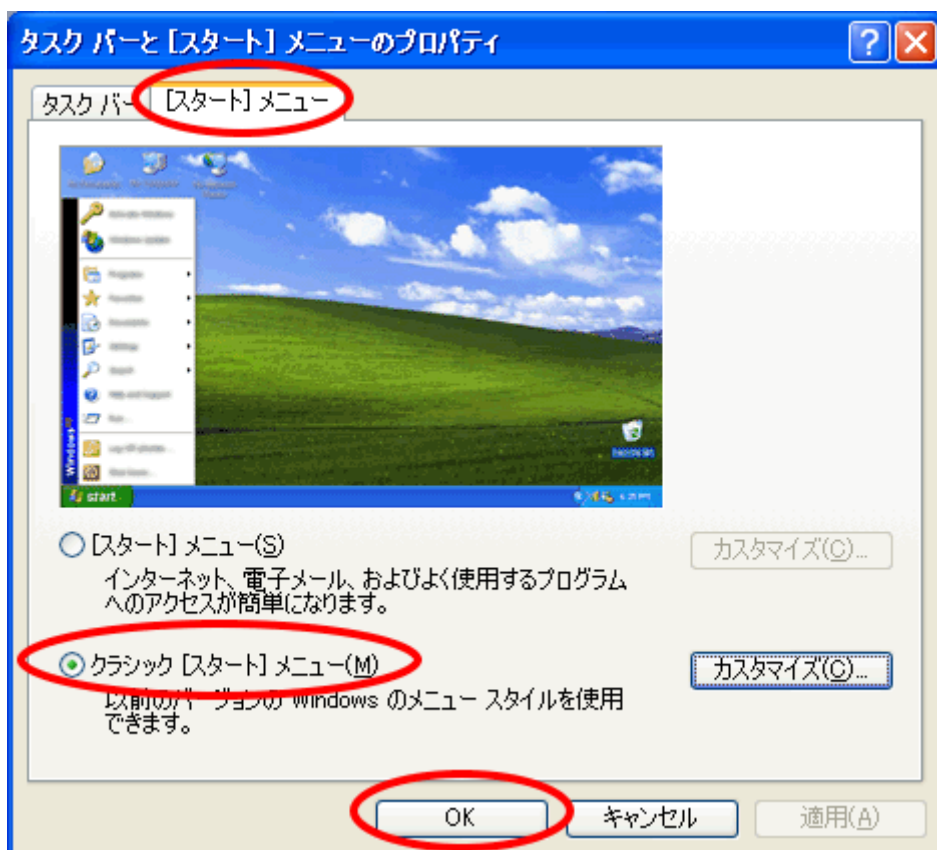 タスク バーと [スタート] メニューのプロパティ
タスク バー
[スタート] メニュー
Windows
start
[スタート] メニュー(S)
カスタマイズ(C)...
インターネット、電子メール、およびよく使用するプログラム
へのアクセスが簡単になります。
クラシック [スタート] メニュー(M)
カスタマイズ(C)...
以前のバージョンの Windows のメニュー スタイルを使用
できます。
OK
キャンセル
適用(A)